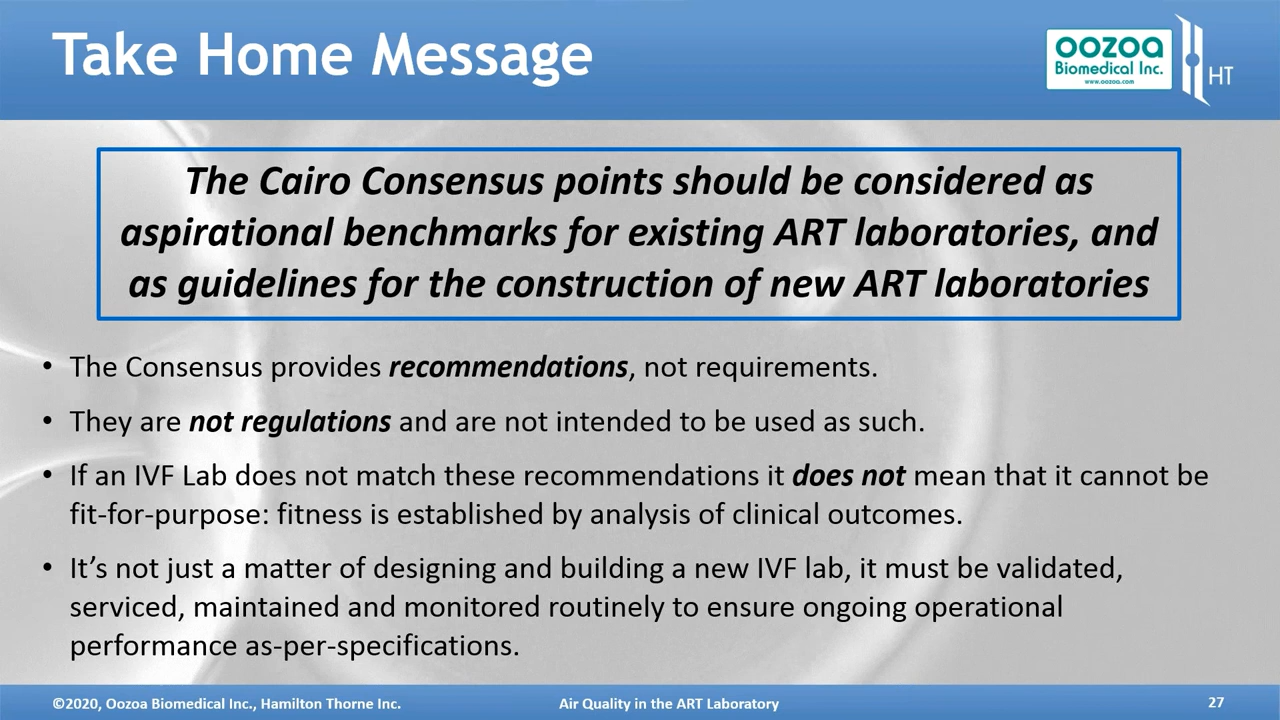 Take Home Message
oozoa
Biomedical Inc.
www.oozoa.com
HT
The Cairo Consensus points should be considered as
aspirational benchmarks for existing ART laboratories, and
as guidelines for the construction of new ART laboratories
• The Consensus provides recommendations, not requirements.
• They are not regulations and are not intended to be used as such.
• If an IVF Lab does not match these recommendations it does not mean that it cannot be
fit-for-purpose: fitness is established by analysis of clinical outcomes.
• It’s not just a matter of designing and building a new IVF lab, it must be validated,
serviced, maintained and monitored routinely to ensure ongoing operational
performance as-per-specifications.
©2020, Oozoa Biomedical Inc., Hamilton Thorne Inc.
Air Quality in the ART Laboratory
27